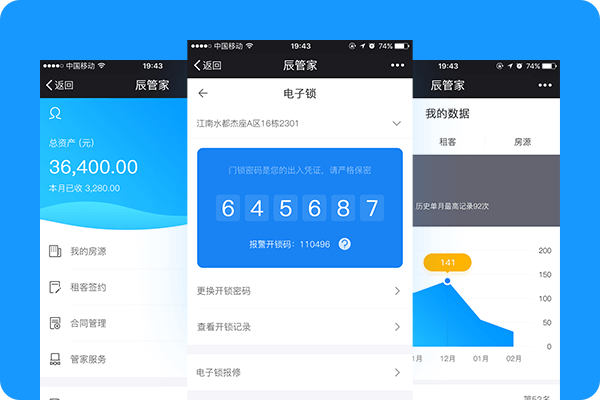 中国移动 19:43
返回 辰管家
总资产 (元)
36,400.00
本月已收 3,280.00
我的房源
租客签约
合同管理
管家服务
中国移动 19:43 74%
返回 辰管家
电子锁
江南水都杰座A区16栋2301
门锁密码是您的出入凭证，请严格保密
6 4 5 6 8 7
报警开锁码：110496 ?
更换开锁密码
查看开锁记录
电子锁报修
19:43 74%
辰管家
我的数据
租客 房源
历史单月最高记录92次
200
141
150
100
50
0
1月 12月 01月 02月
第52名